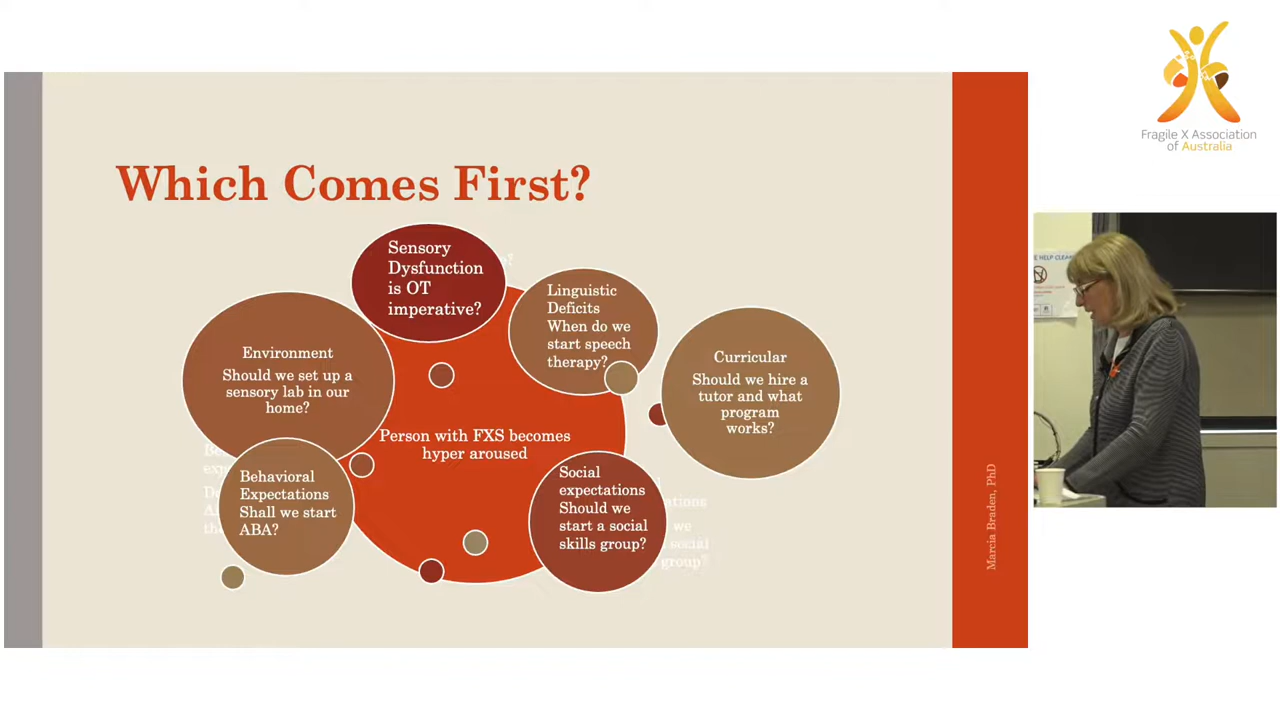 Fragile X Association
of Australia
Which Comes First?
Sensory
Dysfunction
is OT
imperative?
Linguistic
Deficits
When do we
start speech
therapy?
Environment
Should we set up a
sensory lab in our
home?
Curricular
Should we hire a
tutor and what
program
works?
Person with FXS becomes
hyper aroused
Behavioral
Expectations
Shall we start
ABA?
Social
expectations
Should we
start a social
skills group?
Marcia Braden, PhD
HELP CLEAN